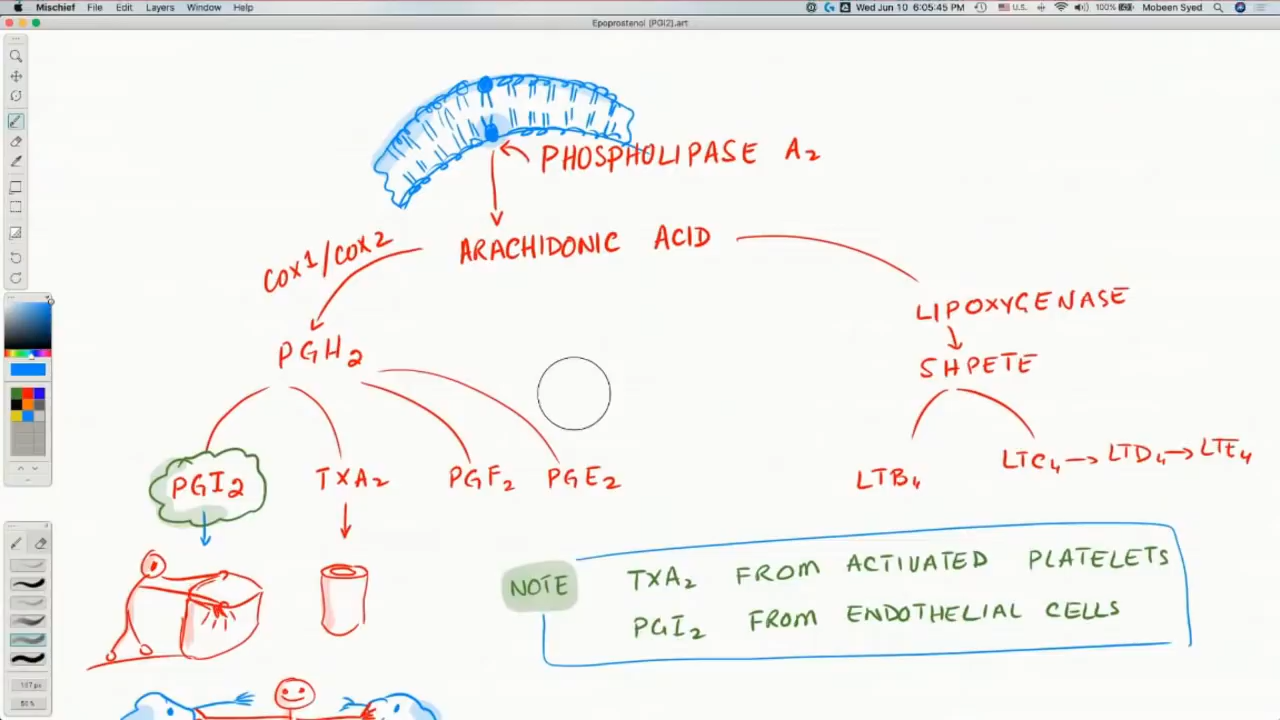 Mischief File Edit Layers Window Help
U.S. 100% Wed Jun 10 6:05:45 PM Mobeen Syed
Epoprostenol [PGI2].art
PHOSPHOLIPASE A2
ARACHIDONIC ACID
COX1/COX2
LIPOXYGENASE
PGH2
5HPETE
PGI2 TXA2 PGF2 PGE2
LTB4
LTC4 → LTD4 → LTE4
NOTE
TXA2 FROM ACTIVATED PLATELETS
PGI2 FROM ENDOTHELIAL CELLS
50%